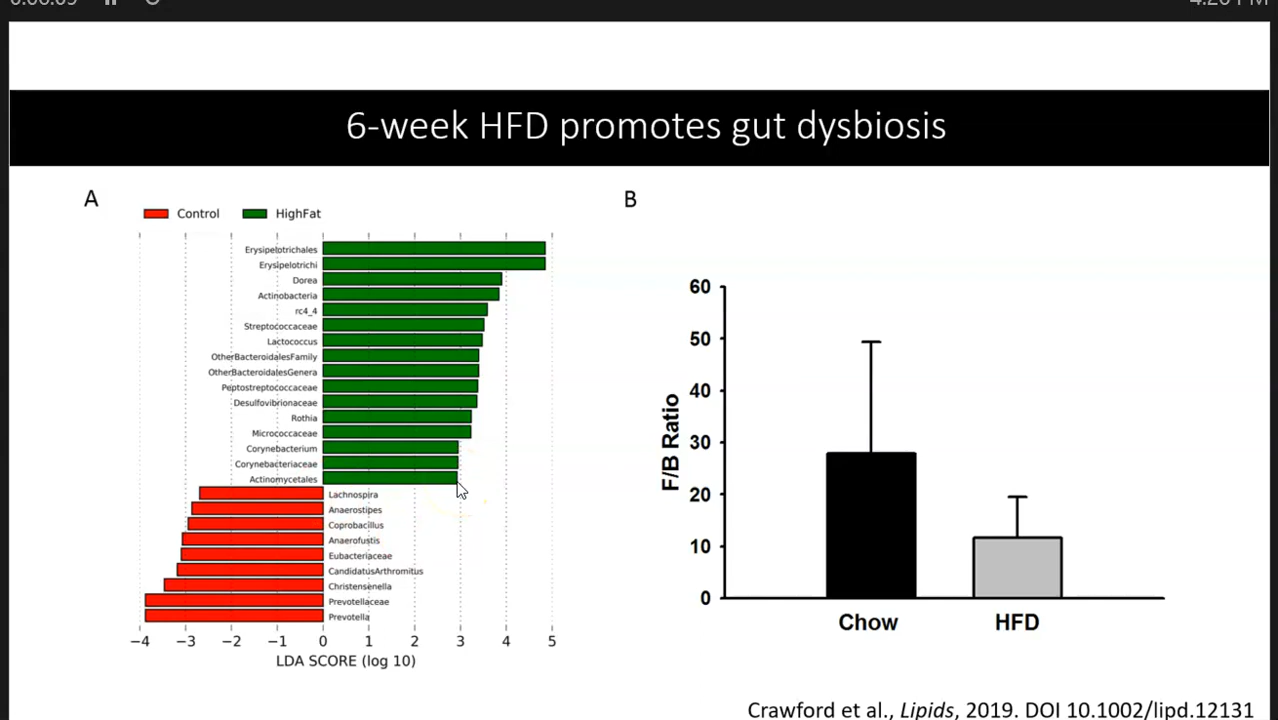 6-week HFD promotes gut dysbiosis
A
Control
HighFat
Erysipelotrichales
Erysipelotrichi
Dorea
Actinobacteria
rc4_4
Streptococcaceae
Lactococcus
OtherBacteroidalesFamily
OtherBacteroidalesGenera
Peptostreptococcaceae
Desulfovibrionaceae
Rothia
Micrococcaceae
Corynebacterium
Corynebacteriaceae
Actinomycetales
Lachnospira
Anaerostipes
Coprobacillus
Anaerofustis
Eubacteriaceae
CandidatusArthromitus
Christensenella
Prevotellaceae
Prevotella
−4 −3 −2 −1 0 1 2 3 4 5
LDA SCORE (log 10)
B
60
50
40
30
20
10
0
F/B Ratio
Chow HFD
Crawford et al., Lipids, 2019. DOI 10.1002/lipd.12131